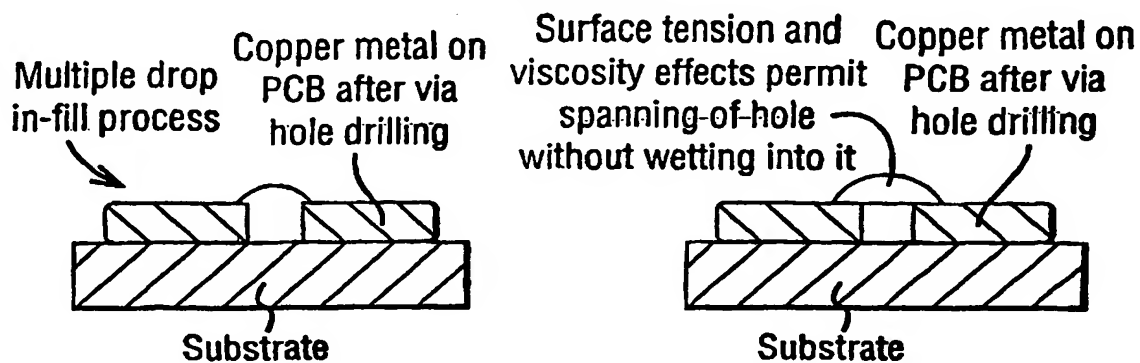 Multiple drop
in-fill process
Copper metal on
PCB after via
hole drilling
Substrate
Surface tension and
viscosity effects permit
spanning-of-hole
without wetting into it
Copper metal on
PCB after via
hole drilling
Substrate